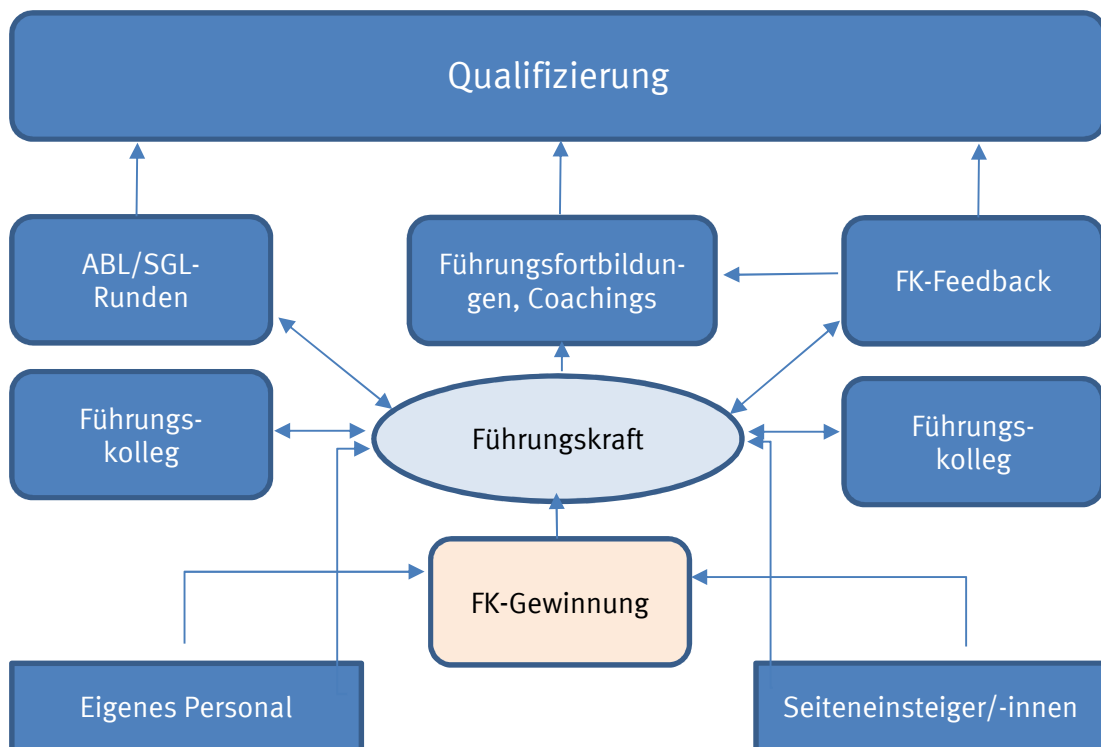 Qualifizierung
ABL/SGL-
Runden
Führungsfortbildun-
gen, Coachings
FK-Feedback
Führungs-
kolleg
Führungskraft
Führungs-
kolleg
FK-Gewinnung
Eigenes Personal
Seiteneinsteiger/-innen